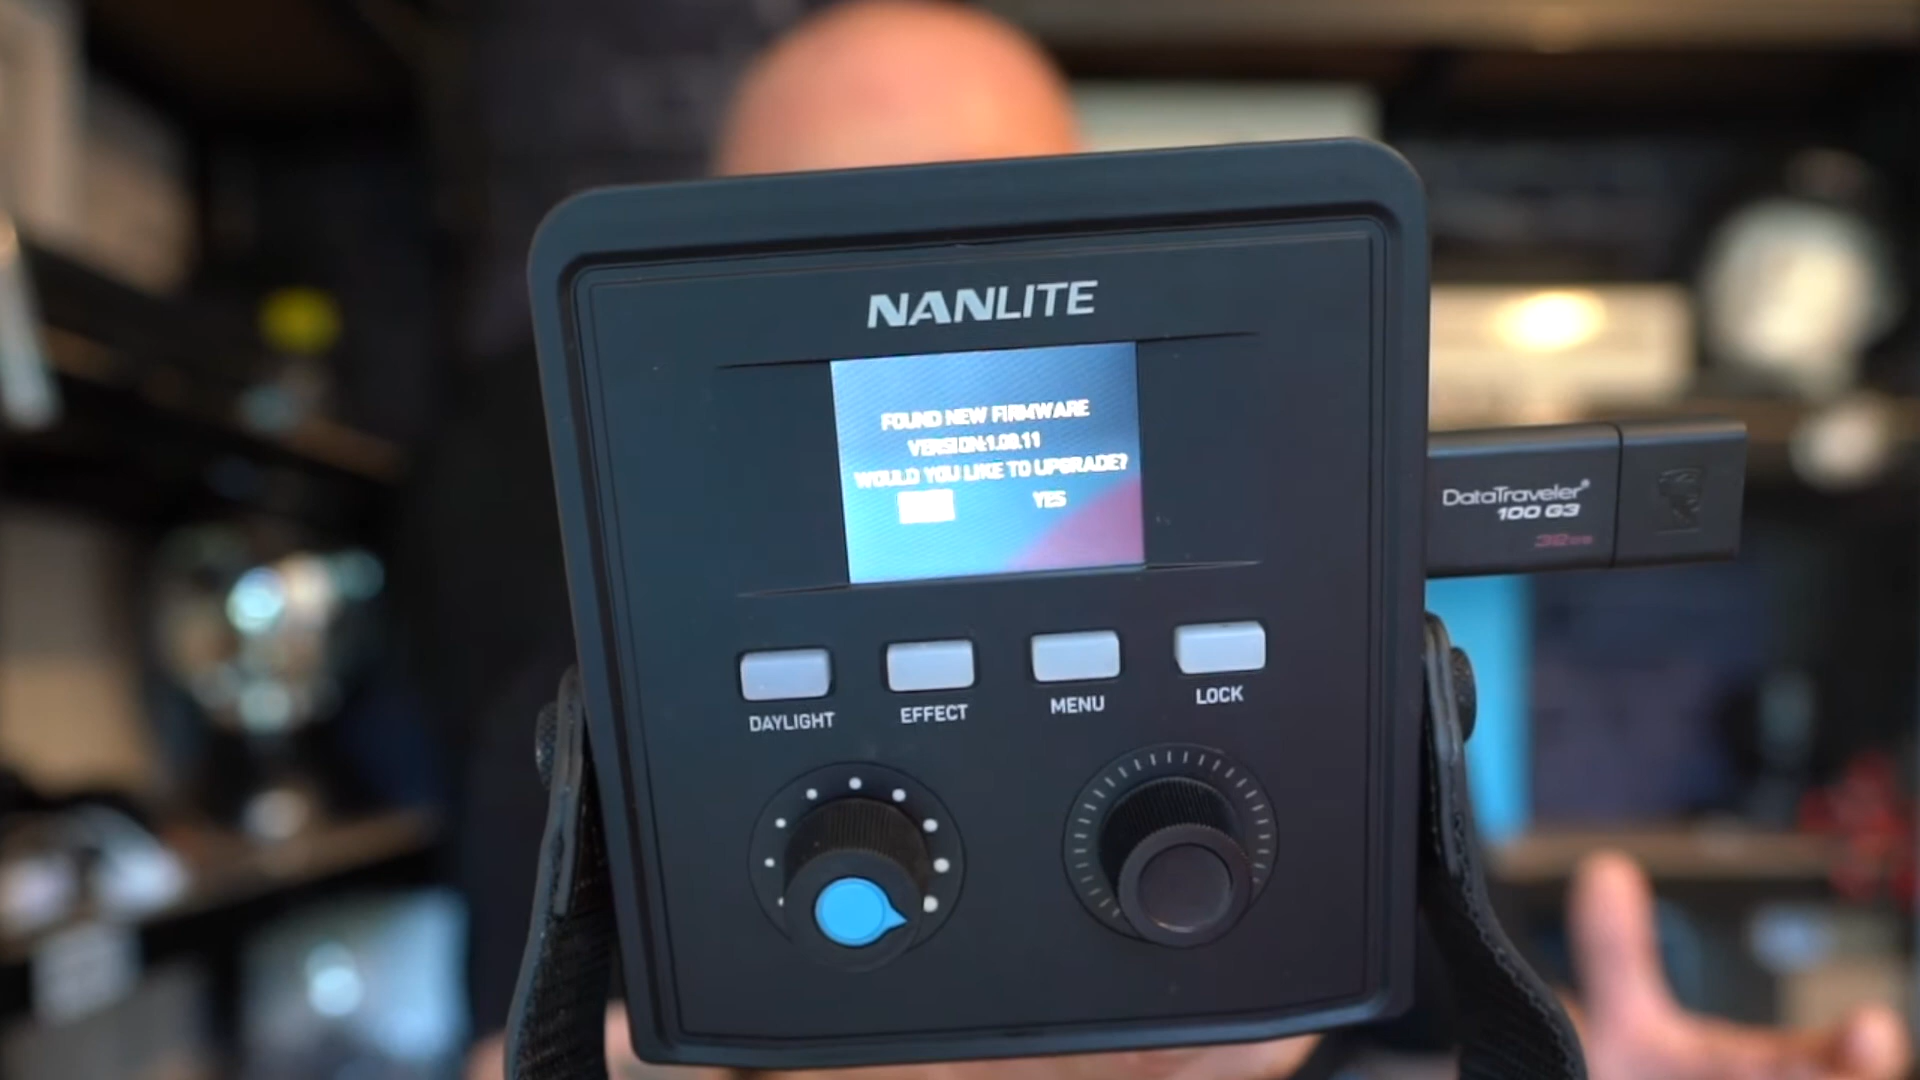 NANLITE
FOUND NEW FIRMWARE
VERSION:1.00.11
WOULD YOU LIKE TO UPGRADE?
YES
DataTraveler®
100 G3
32GB
DAYLIGHT
EFFECT
MENU
LOCK